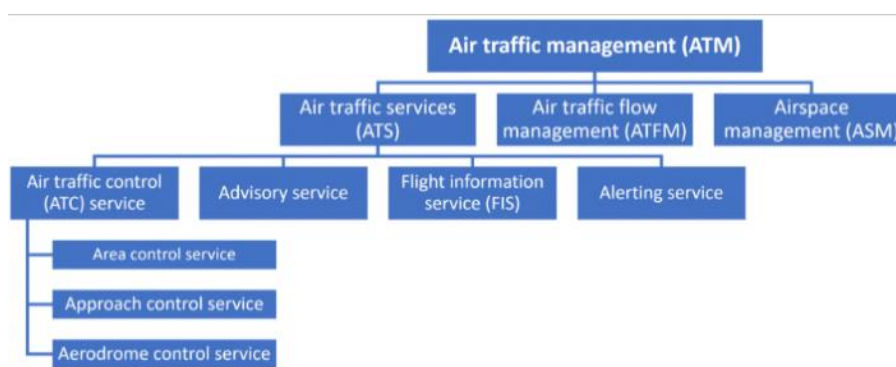 Air traffic management (ATM)
Air traffic services
(ATS)
Air traffic flow
management (ATFM)
Airspace
management (ASM)
Air traffic control
(ATC) service
Advisory service
Flight information
service (FIS)
Alerting service
Area control service
Approach control service
Aerodrome control service